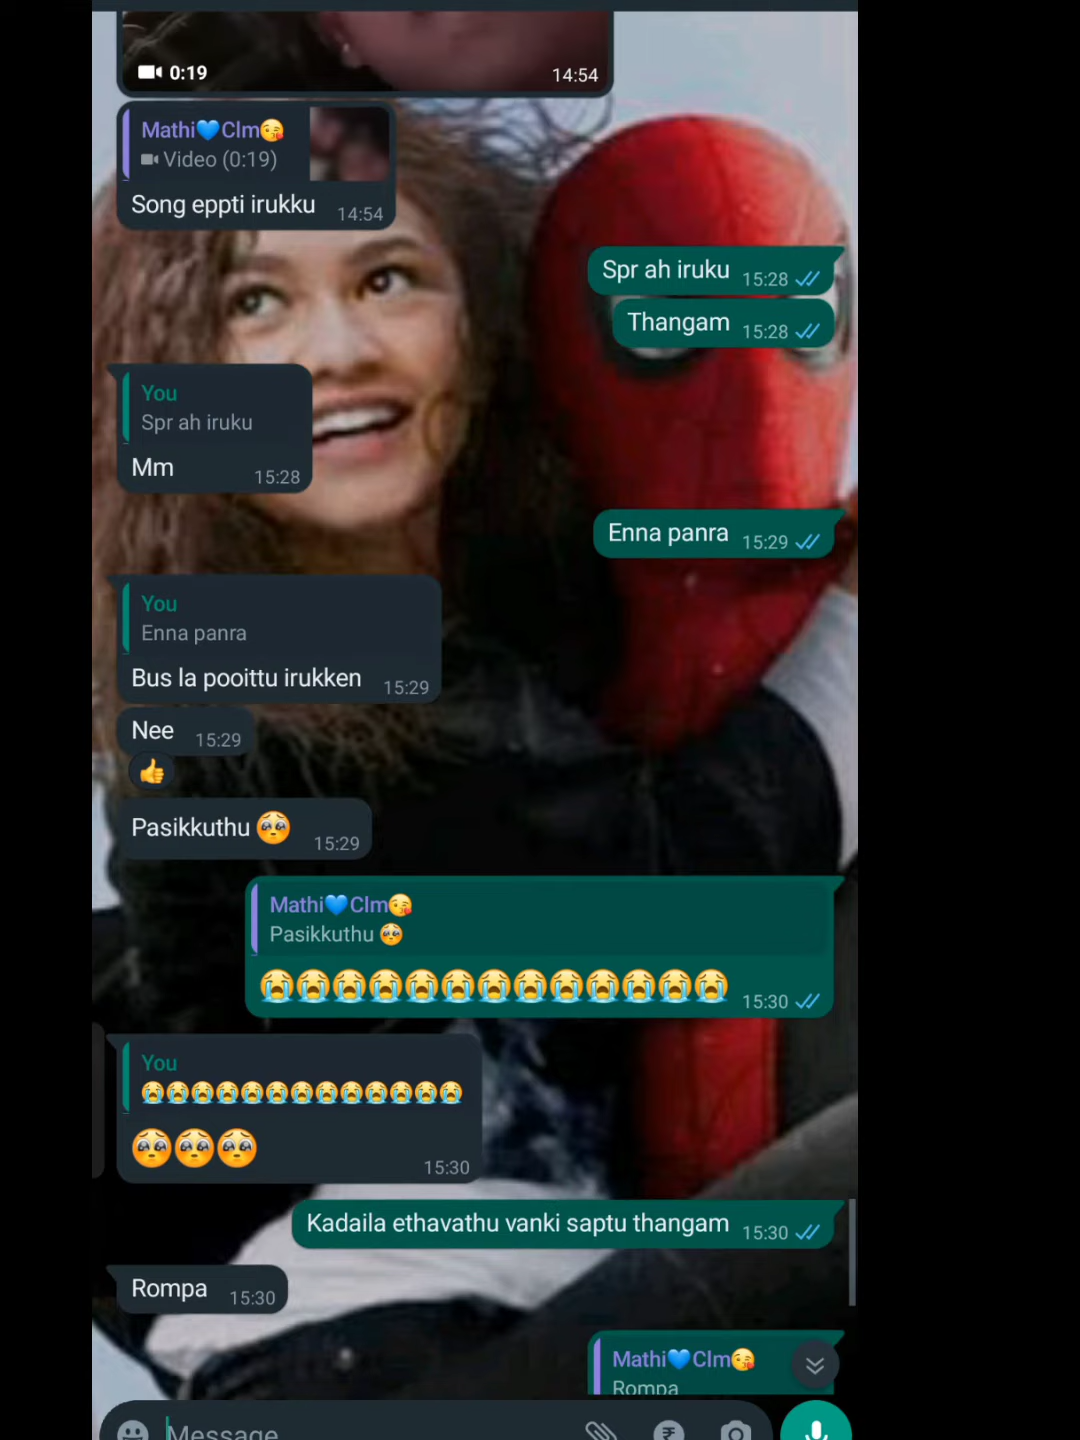 0:19
14:54
Mathi💙Clm😘
Video (0:19)
Song eppti irukku 14:54
Spr ah iruku 15:28
Thangam 15:28
You
Spr ah iruku
Mm 15:28
Enna panra 15:29
You
Enna panra
Bus la pooittu irukken 15:29
Nee 15:29
👍
Pasikkuthu 🥺 15:29
Mathi💙Clm😘
Pasikkuthu 🥺
😭😭😭😭😭😭😭😭😭😭😭😭😭 15:30
You
😭😭😭😭😭😭😭😭😭😭😭😭😭
🥺🥺🥺 15:30
Kadaila ethavathu vanki saptu thangam 15:30
Rompa 15:30
Mathi💙Clm😘
Rompa
Message